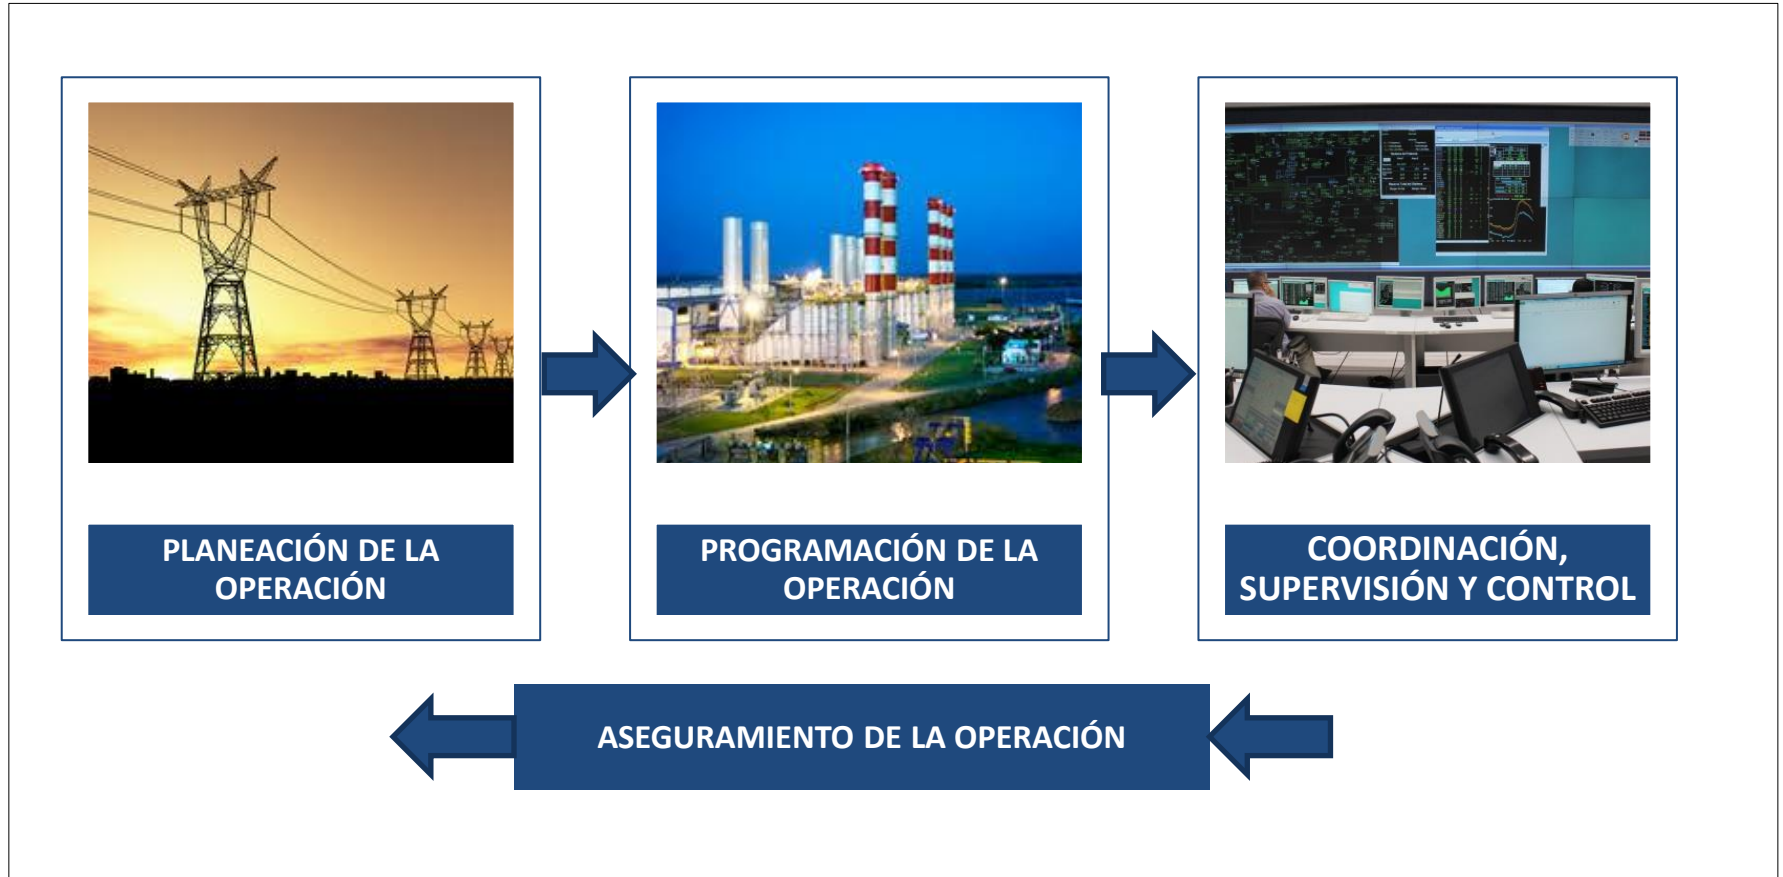 PLANEACIÓN DE LA
OPERACIÓN
PROGRAMACIÓN DE LA
OPERACIÓN
COORDINACIÓN,
SUPERVISIÓN Y CONTROL
ASEGURAMIENTO DE LA OPERACIÓN